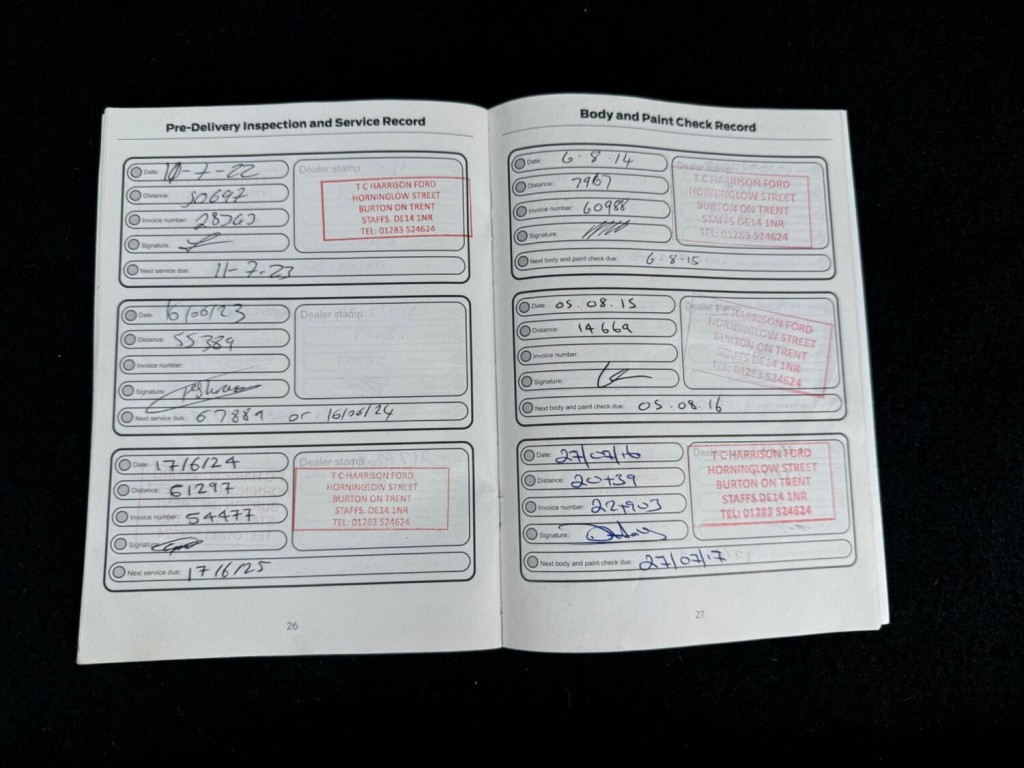 Pre-Delivery Inspection and Service Record
Date: -7-22
Dealer stamp
Distance: 50697
Invoice number: 28363
Signature:
T C HARRISON FORD
HORNINGLOW STREET
BURTON ON TRENT
STAFFS. DE14 1NR
TEL: 01283 524624
Next service due: 11-7.23
Date: 16/06/23
Dealer stamp
Distance: 55389
Invoice number:
Signature:
Next service due: 67889 or 16/06/24
Date: 17/6/24
Dealer stamp
Distance: 61297
Invoice number: 54477
Signature:
T C HARRISON FORD
HORNINGLOW STREET
BURTON ON TRENT
STAFFS. DE14 1NR
TEL: 01283 524624
Next service due: 17/6/25
26
Body and Paint Check Record
Date: 6.8.14
Dealer stamp
Distance: 7967
Invoice number: 60988
Signature:
T C HARRISON FORD
HORNINGLOW STREET
BURTON ON TRENT
STAFFS. DE14 1NR
TEL: 01283 524624
Next body and paint check due: 6.8.15
Date: 05.08.15
Dealer
Distance: 14669
Invoice number:
Signature:
T C HARRISON FORD
HORNINGLOW STREET
BURTON ON TRENT
STAFFS DE14 1NR
TEL: 01283 524624
Next body and paint check due: 05.08.16
Date: 27/07/16
Distance: 20739
Invoice number: 227903
Signature:
T C HARRISON FORD
HORNINGLOW STREET
BURTON ON TRENT
STAFFS. DE14 1NR
TEL: 01283 524624
Next body and paint check due: 27/07/17
27